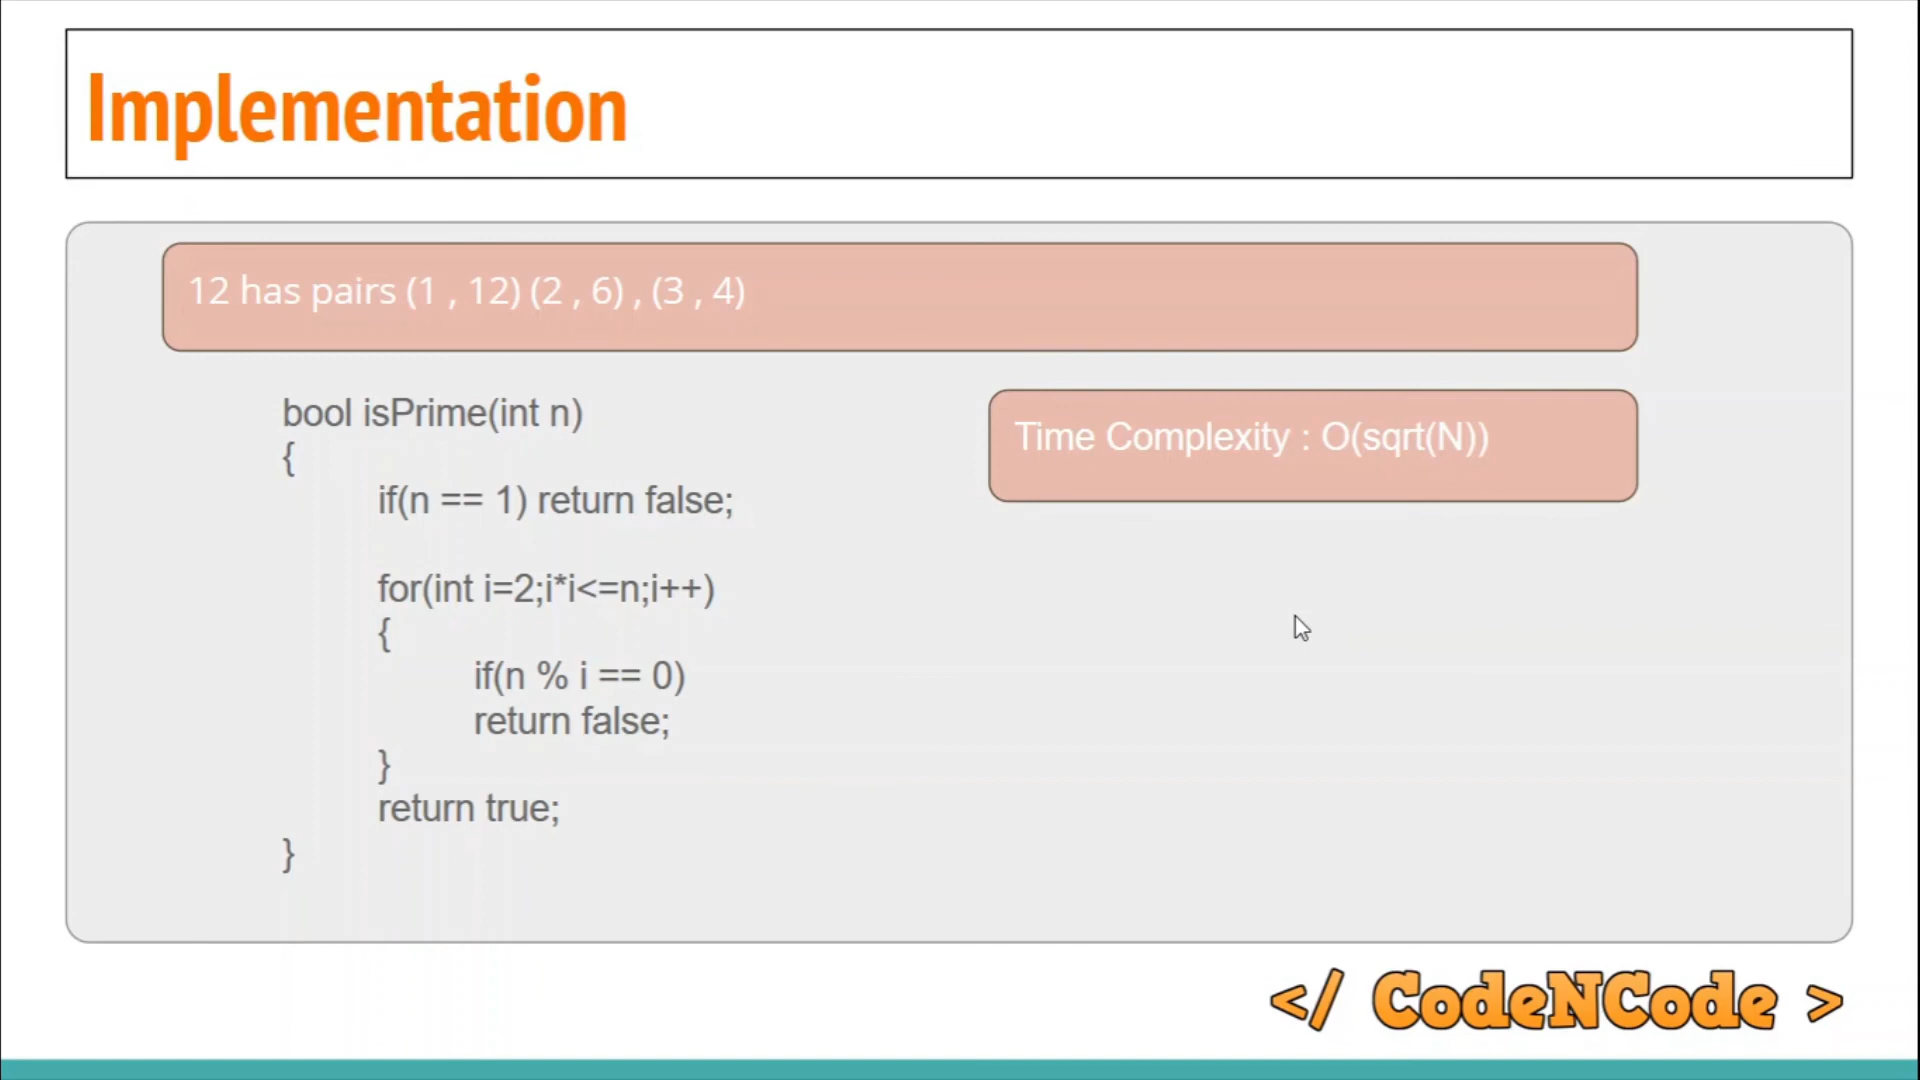 Implementation
12 has pairs (1 , 12) (2 , 6) , (3 , 4)
bool isPrime(int n)
{
if(n == 1) return false;
for(int i=2;i*i<=n;i++)
{
if(n % i == 0)
return false;
}
return true;
}
Time Complexity : O(sqrt(N))
</ CodeNCode >